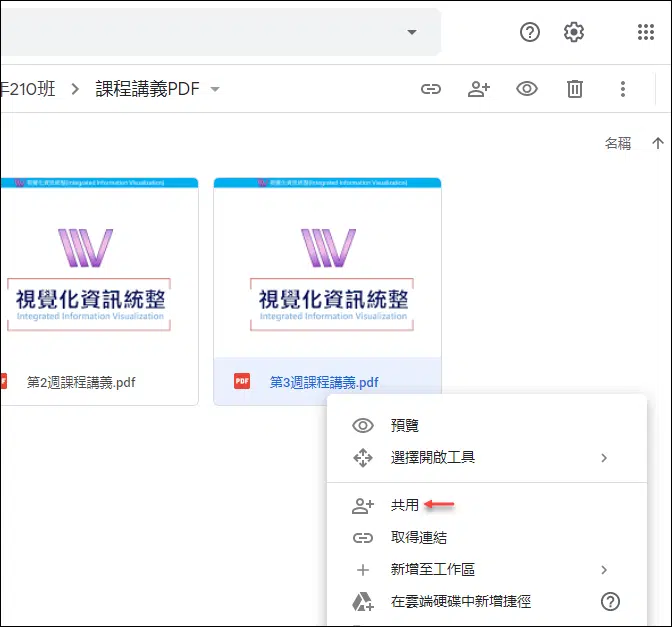 210班 > 課程講義PDF
名稱
視覺化資訊統整(Integrated Information Visualization)
視覺化資訊統整
Integrated Information Visualization
第2週課程講義.pdf
視覺化資訊統整(Integrated Information Visualization)
視覺化資訊統整
Integrated Information Visualization
PDF 第3週課程講義.pdf
預覽
選擇開啟工具
共用
取得連結
新增至工作區
在雲端硬碟中新增捷徑